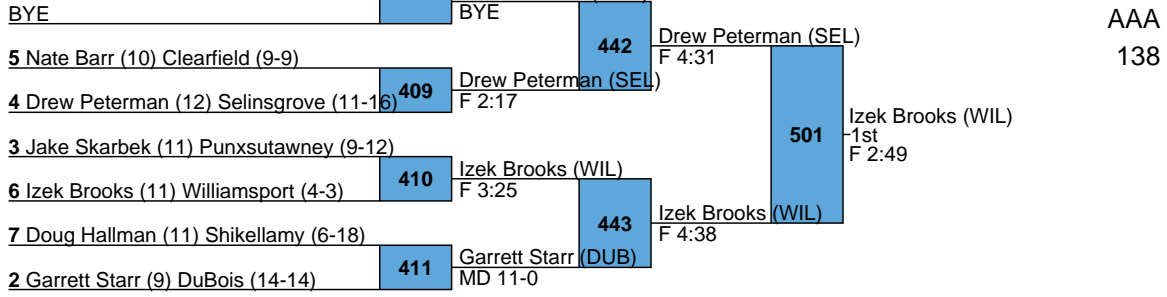 BYE
BYE
AAA
138
5 Nate Barr (10) Clearfield (9-9)
442
Drew Peterman (SEL)
F 4:31
4 Drew Peterman (12) Selinsgrove (11-16)
409
Drew Peterman (SEL)
F 2:17
3 Jake Skarbek (11) Punxsutawney (9-12)
501
Izek Brooks (WIL)
1st
F 2:49
6 Izek Brooks (11) Williamsport (4-3)
410
Izek Brooks (WIL)
F 3:25
7 Doug Hallman (11) Shikellamy (6-18)
443
Izek Brooks (WIL)
F 4:38
2 Garrett Starr (9) DuBois (14-14)
411
Garrett Starr (DUB)
MD 11-0